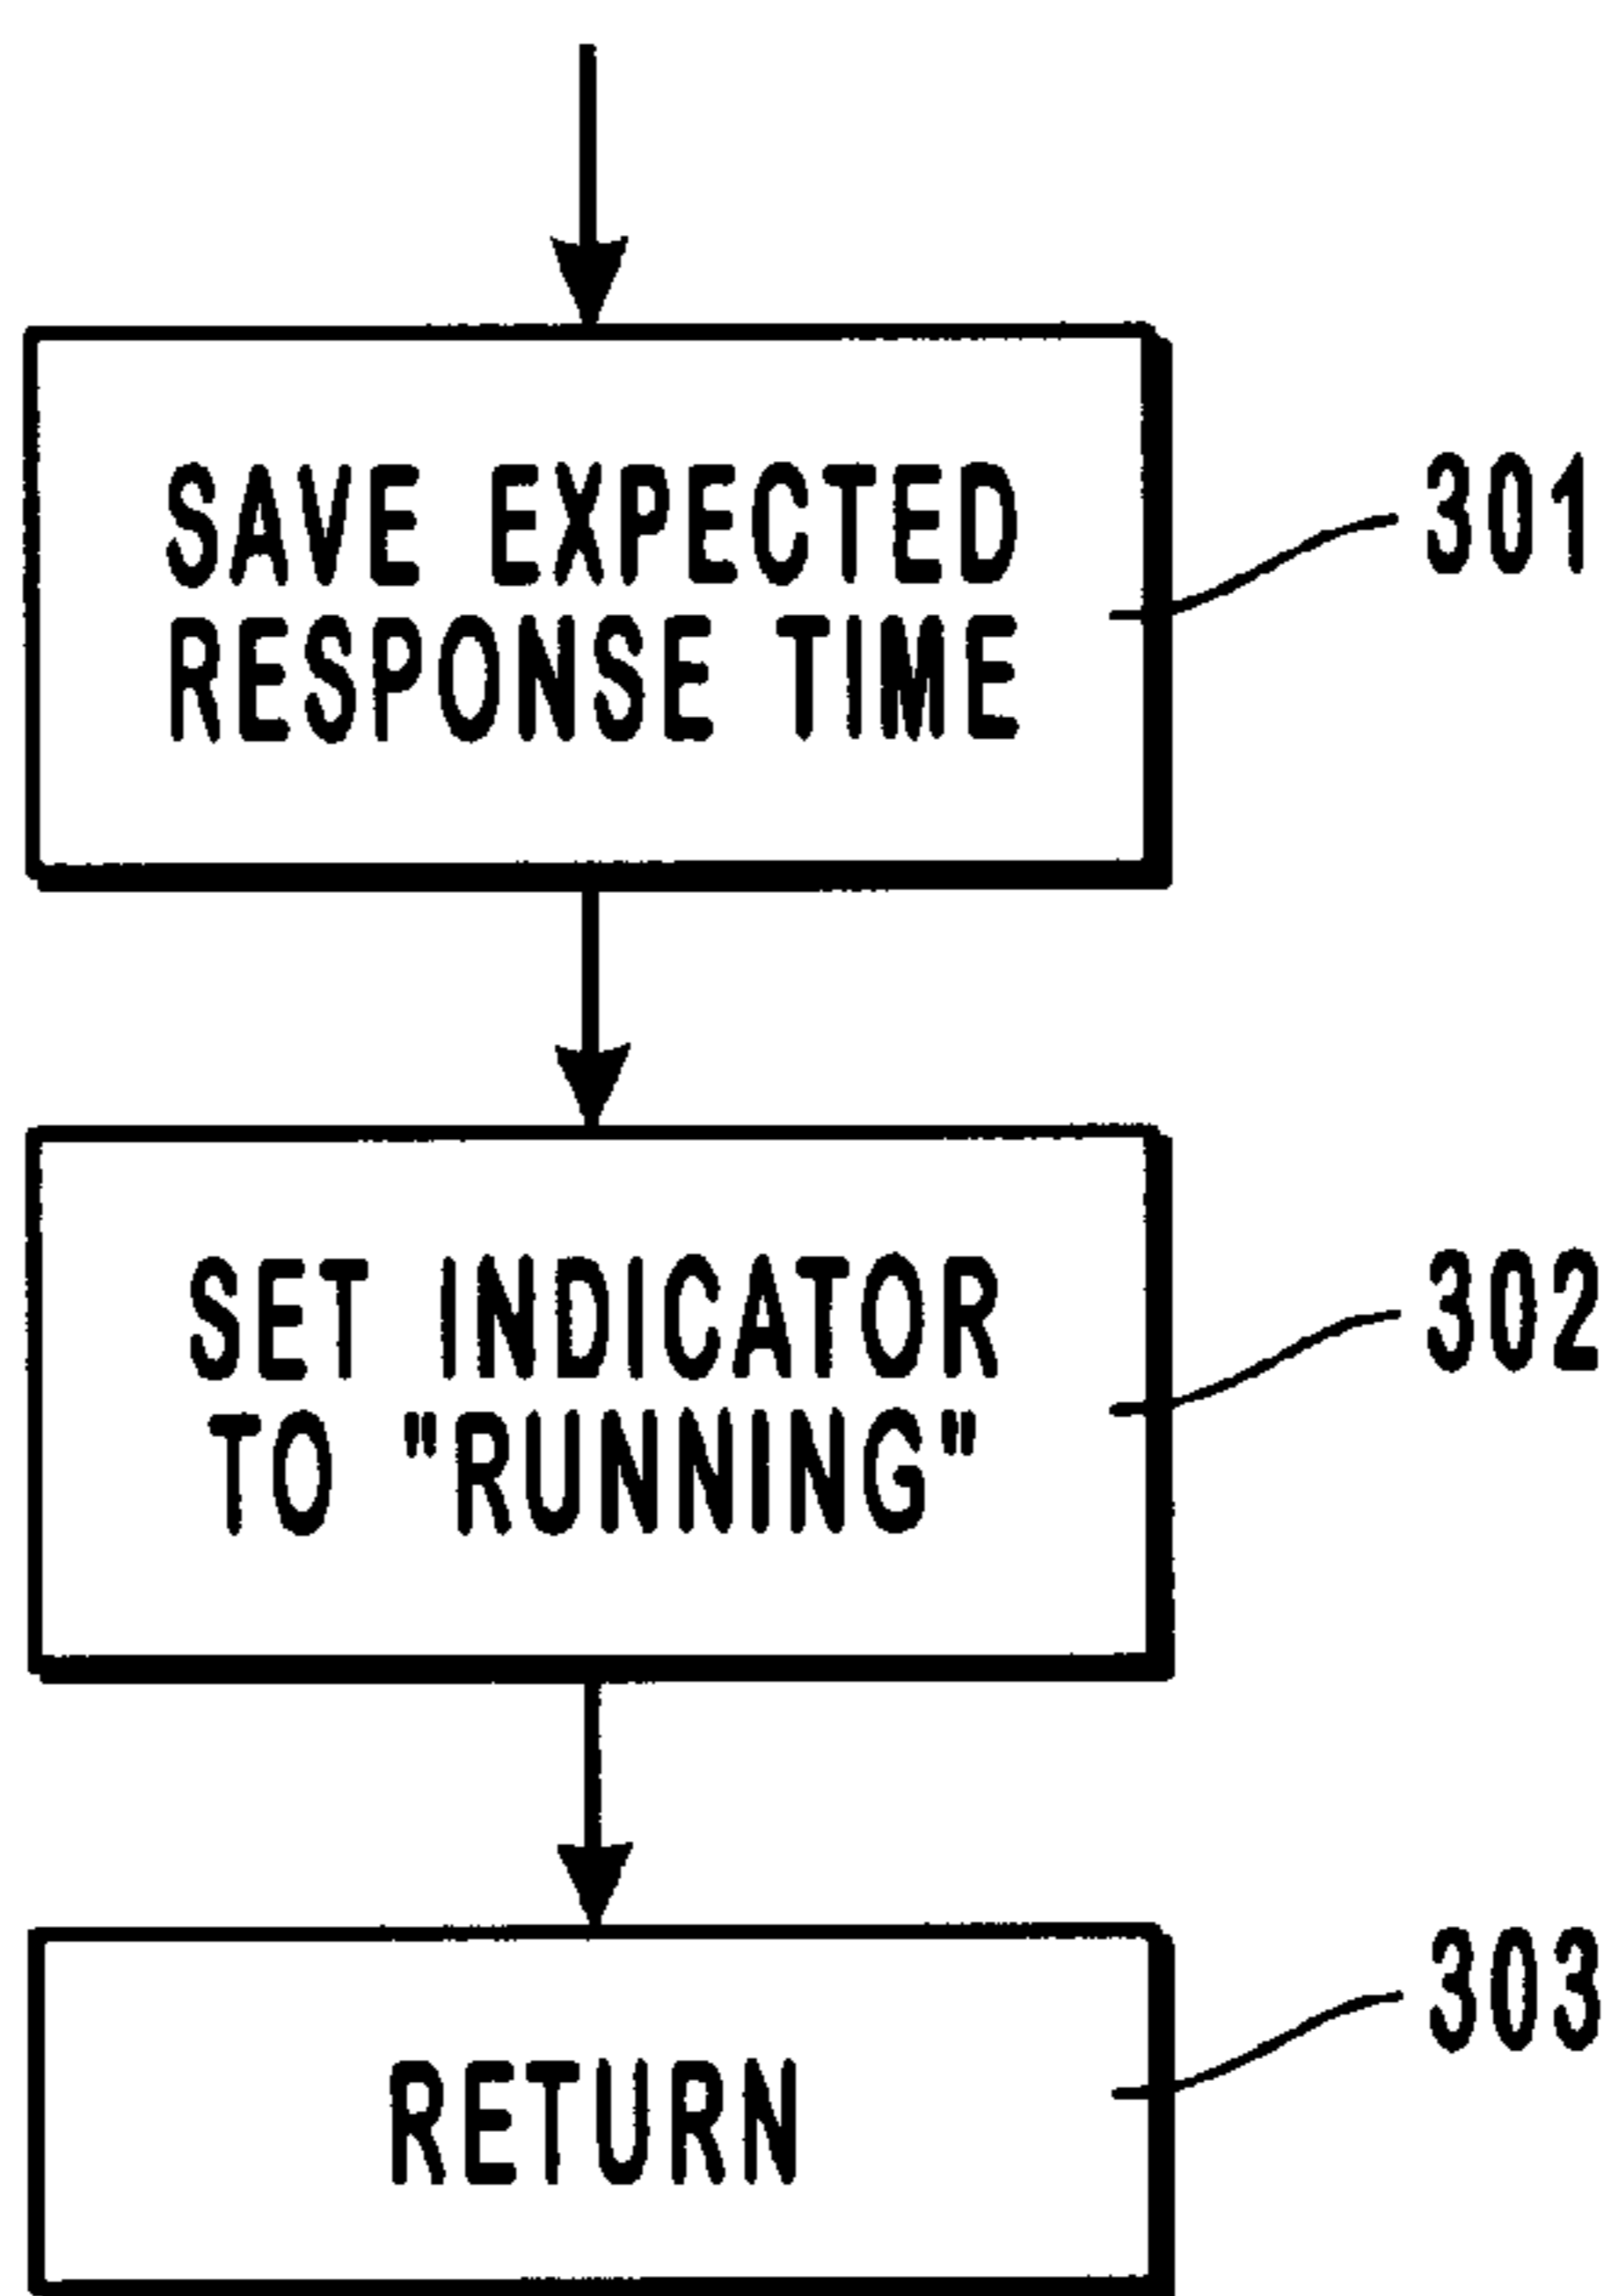 SAVE EXPECTED
RESPONSE TIME
301
SET INDICATOR
TO "RUNNING"
302
RETURN
303